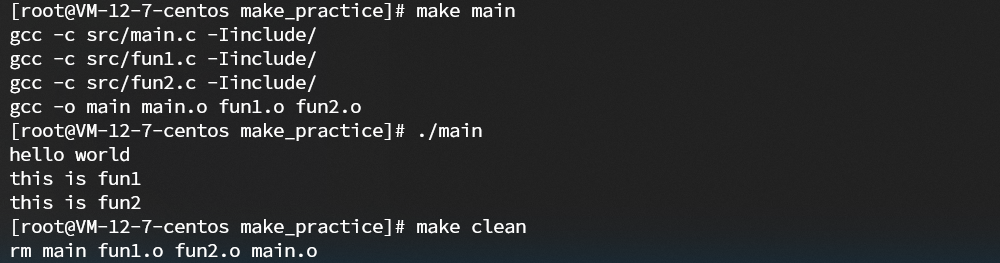 [root@VM-12-7-centos make_practice]# make main
gcc -c src/main.c -Iinclude/
gcc -c src/fun1.c -Iinclude/
gcc -c src/fun2.c -Iinclude/
gcc -o main main.o fun1.o fun2.o
[root@VM-12-7-centos make_practice]# ./main
hello world
this is fun1
this is fun2
[root@VM-12-7-centos make_practice]# make clean
rm main fun1.o fun2.o main.o